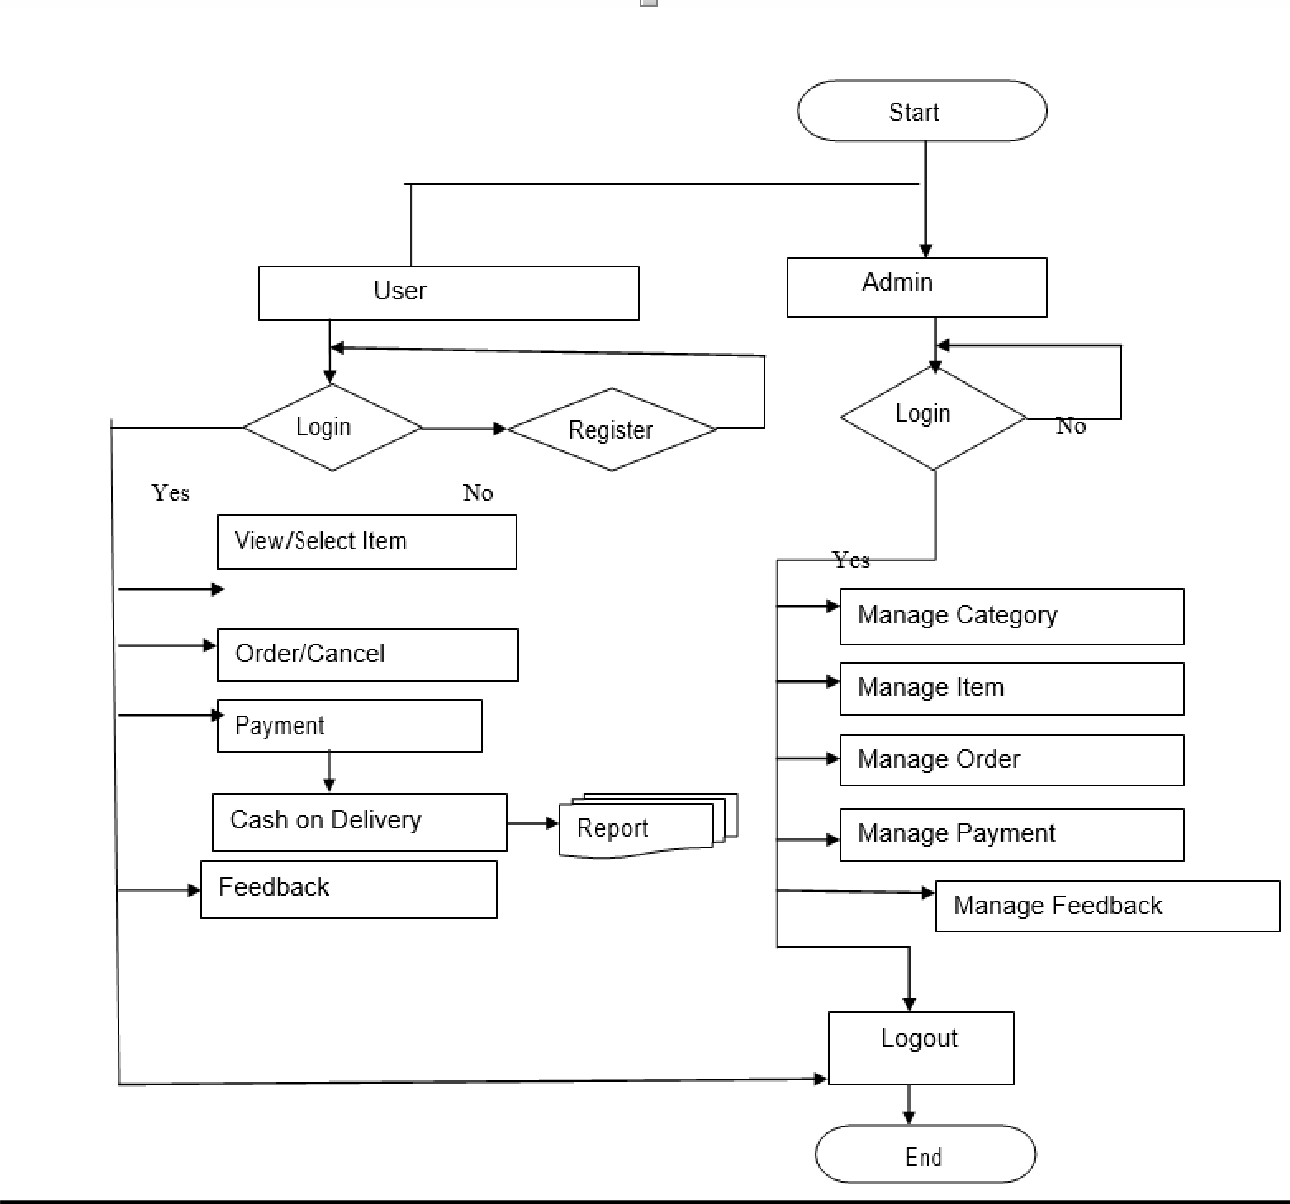 Start
User
Admin
Login
Register
Login
No
Yes
No
View/Select Item
Yes
Order/Cancel
Manage Category
Manage Item
Payment
Manage Order
Cash on Delivery
Report
Manage Payment
Feedback
Manage Feedback
Logout
End